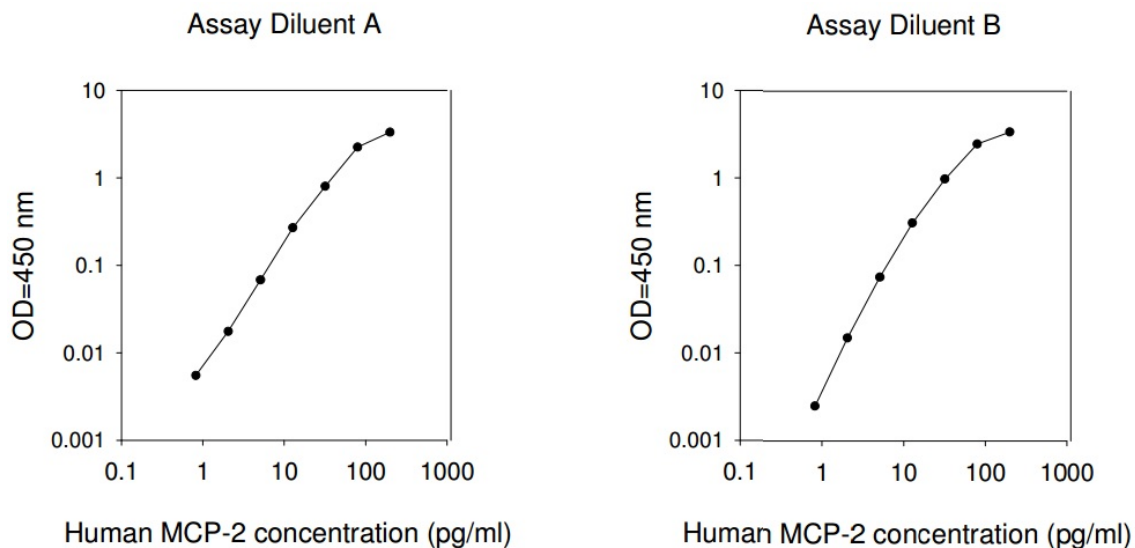 Assay Diluent A
10
1
0.1
0.01
0.001
0.1 1 10 100 1000
OD=450 nm
Human MCP-2 concentration (pg/ml)
Assay Diluent B
10
1
0.1
0.01
0.001
0.1 1 10 100 1000
OD=450 nm
Human MCP-2 concentration (pg/ml)